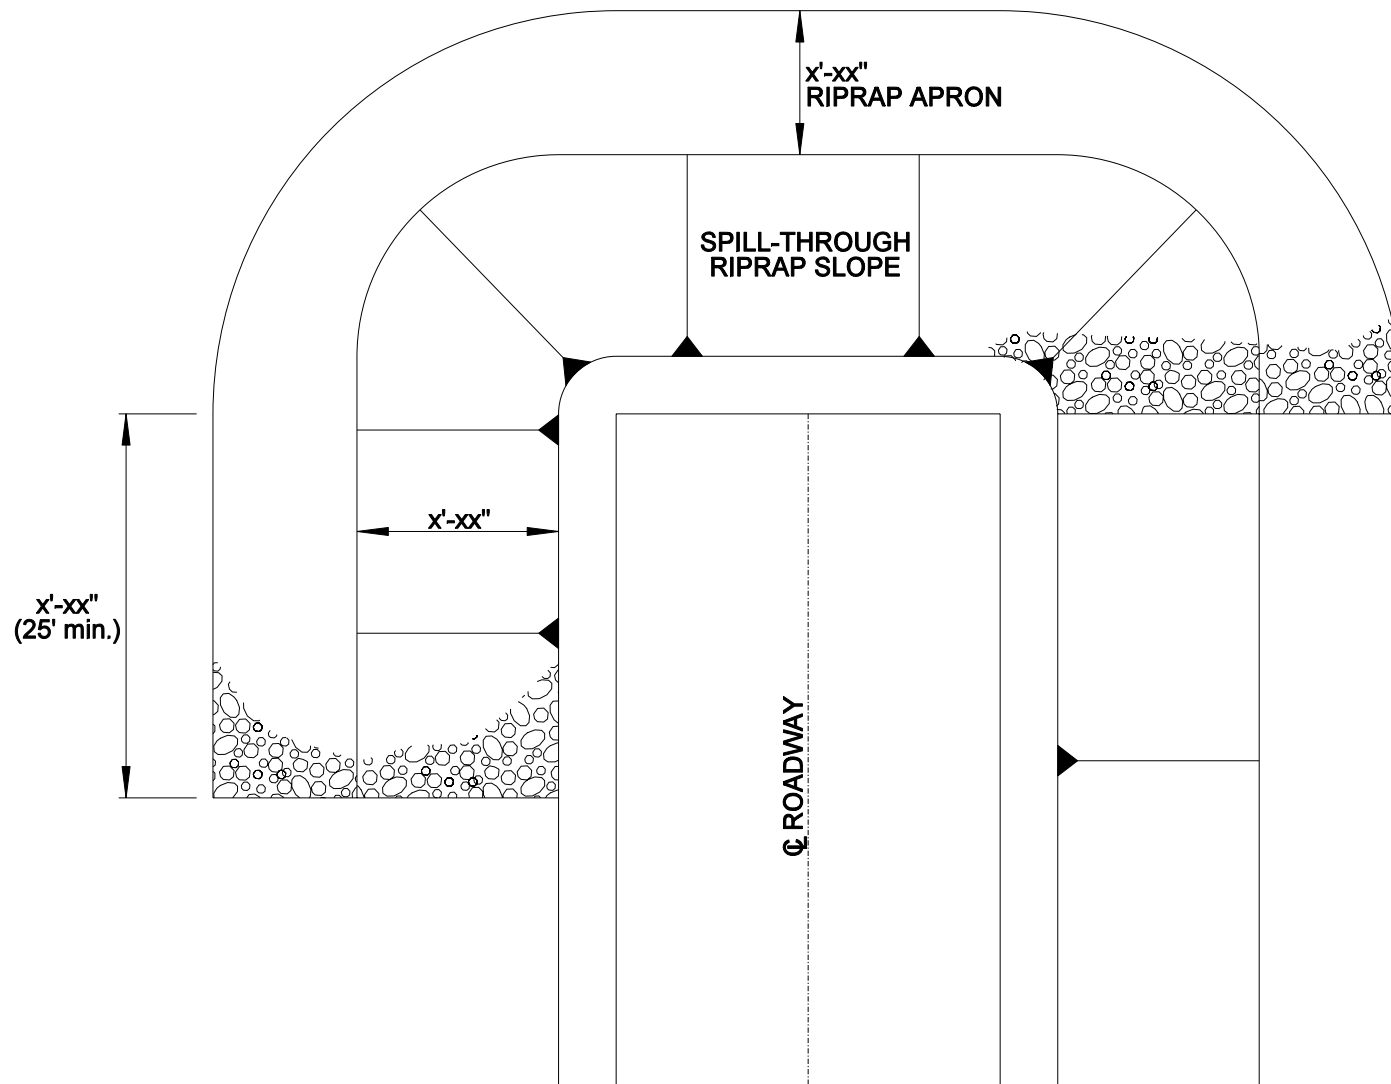 x'-xx"
RIPRAP APRON
SPILL-THROUGH
RIPRAP SLOPE
x'-xx"
x'-xx"
(25' min.)
℄ ROADWAY